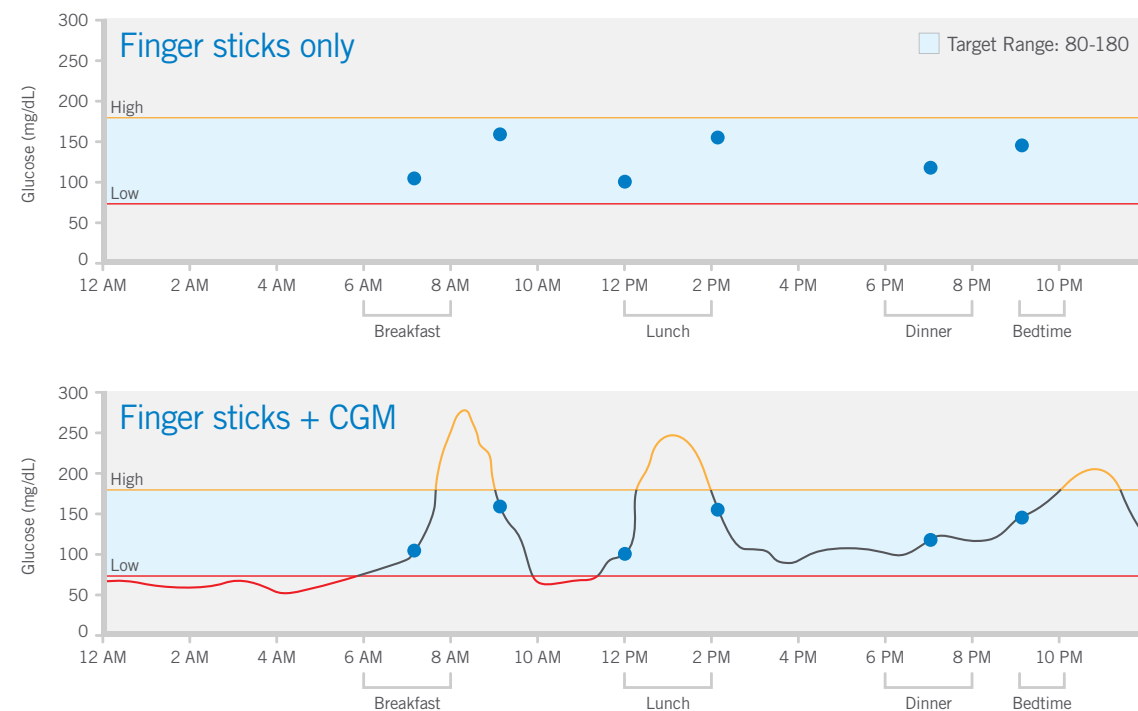 Finger sticks only
Target Range: 80-180
Glucose (mg/dL)
300
250
200
150
100
50
0
High
Low
12 AM 2 AM 4 AM 6 AM 8 AM 10 AM 12 PM 2 PM 4 PM 6 PM 8 PM 10 PM
Breakfast Lunch Dinner Bedtime
Finger sticks + CGM
Glucose (mg/dL)
300
250
200
150
100
50
0
High
Low
12 AM 2 AM 4 AM 6 AM 8 AM 10 AM 12 PM 2 PM 4 PM 6 PM 8 PM 10 PM
Breakfast Lunch Dinner Bedtime